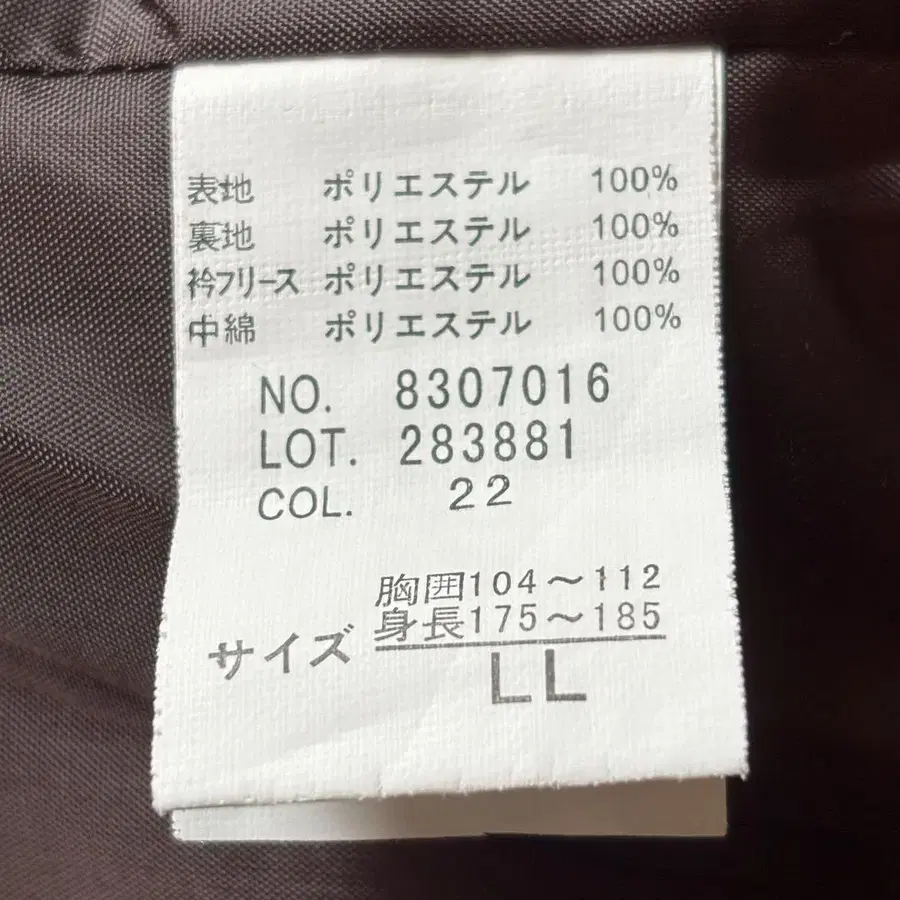 表地 ポリエステル 100%
裏地 ポリエステル 100%
衿フリース ポリエステル 100%
中綿 ポリエステル 100%
NO. 8307016
LOT. 283881
COL. 22
胸囲104～112
身長175～185
サイズ LL